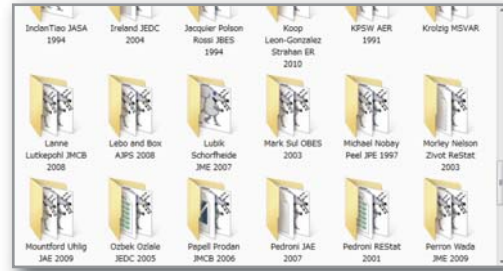 InclanTiao JASA
1994
Ireland JEDC
2004
Jacquier Polson
Rossi JBES
1994
Koop
Leon-Gonzalez
Strahan ER
2010
KPSW AER
1991
Krolzig MSVAR
Lanne
Lutkepohl JMCB
2008
Lebo and Box
AJPS 2008
Lubik
Schorfheide
JME 2007
Mark Sul OBES
2003
Michael Nobay
Peel JPE 1997
Morley Nelson
Zivot ReStat
2003
Mountford Uhlig
JAE 2009
Ozbek Ozlale
JEDC 2005
Papell Prodan
JMCB 2006
Pedroni JAE
2007
Pedroni REStat
2001
Perron Wada
JME 2009